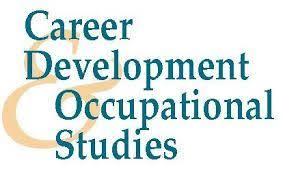 Career
Development
& Occupational
Studies